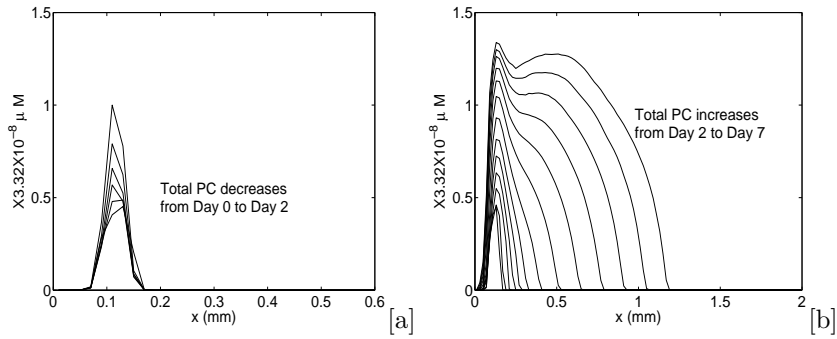 1.5
1
0.5
0
X3.32X10⁻⁸ μ M
Total PC decreases
from Day 0 to Day 2
0 0.1 0.2 0.3 0.4 0.5 0.6
x (mm)
[a]
1.5
1
0.5
0
X3.32X10⁻⁸ μ M
Total PC increases
from Day 2 to Day 7
0 0.5 1 1.5 2
x (mm)
[b]